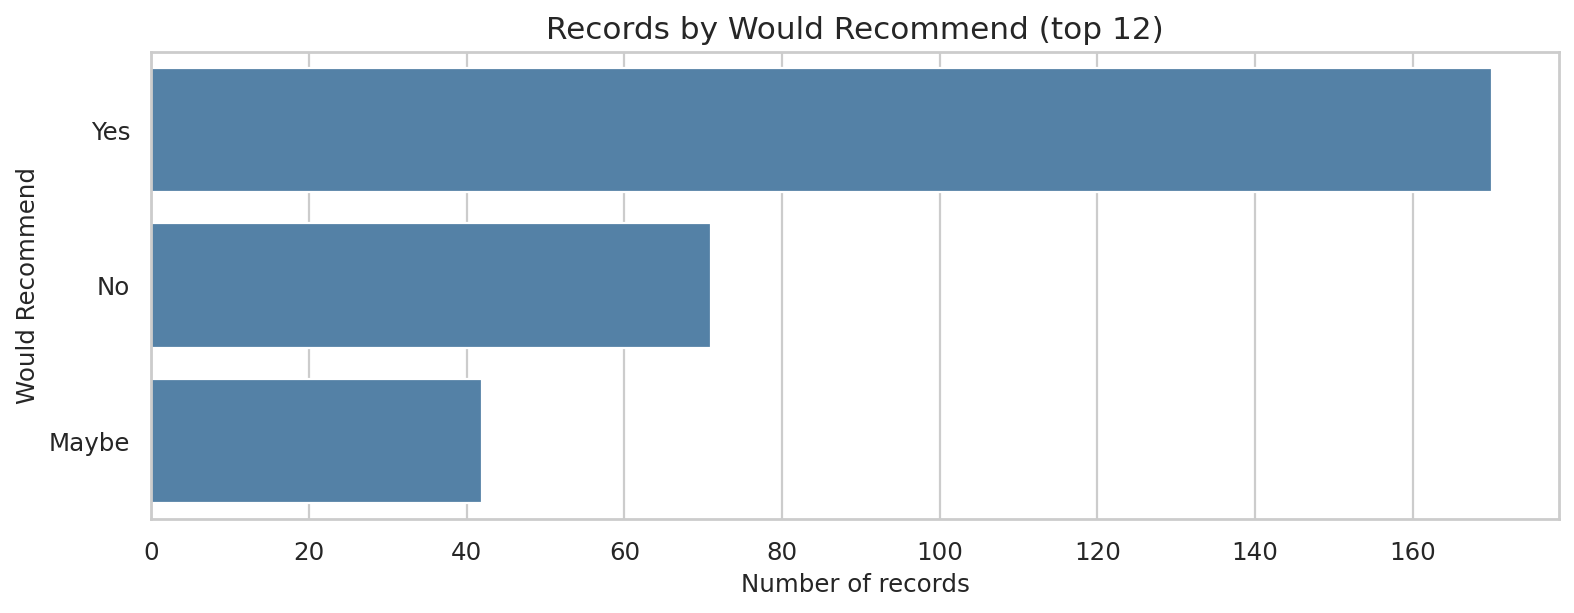 Records by Would Recommend (top 12)
Would Recommend
Yes
No
Maybe
0 20 40 60 80 100 120 140 160
Number of records